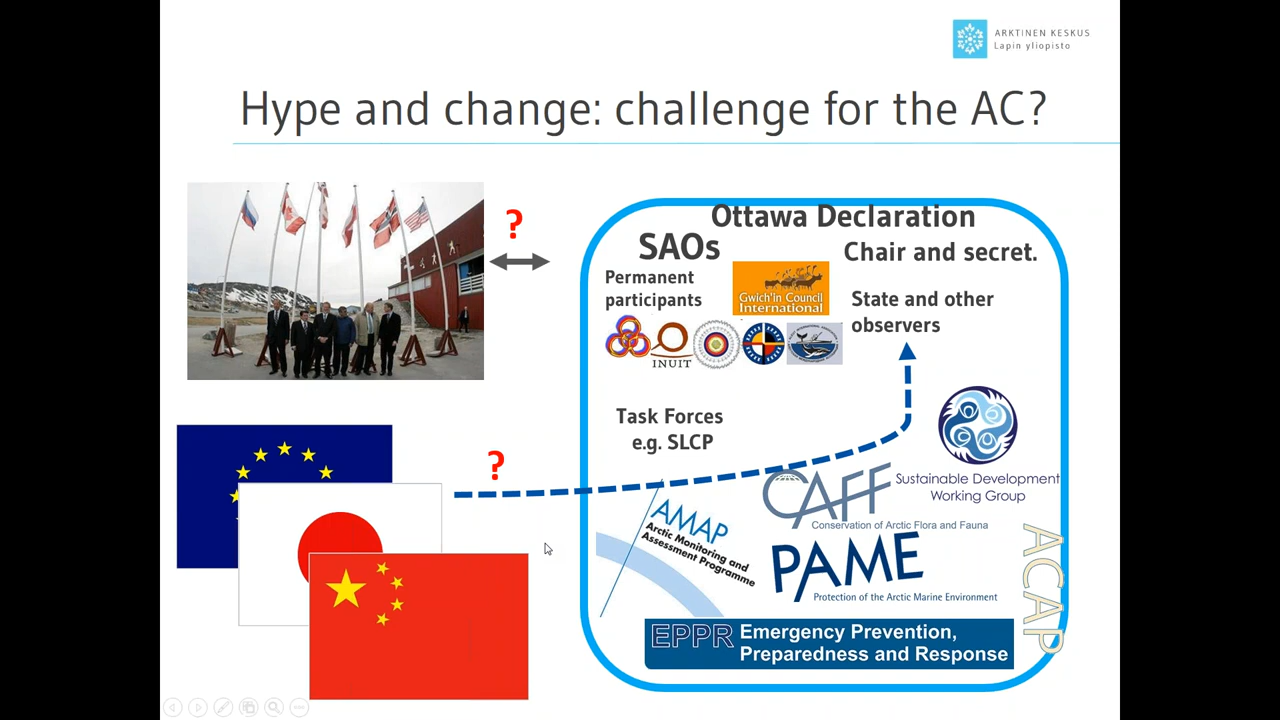 ARKTINEN KESKUS
Lapin yliopisto
Hype and change: challenge for the AC?
?
Ottawa Declaration
SAOs
Chair and secret.
Permanent
participants
Gwich'in Council
International
State and other
observers
INUIT
Task Forces
e.g. SLCP
?
CAFF
Conservation of Arctic Flora and Fauna
Sustainable Development
Working Group
AMAP
Arctic Monitoring and
Assessment Programme
PAME
Protection of the Arctic Marine Environment
ACAP
EPPR Emergency Prevention,
Preparedness and Response